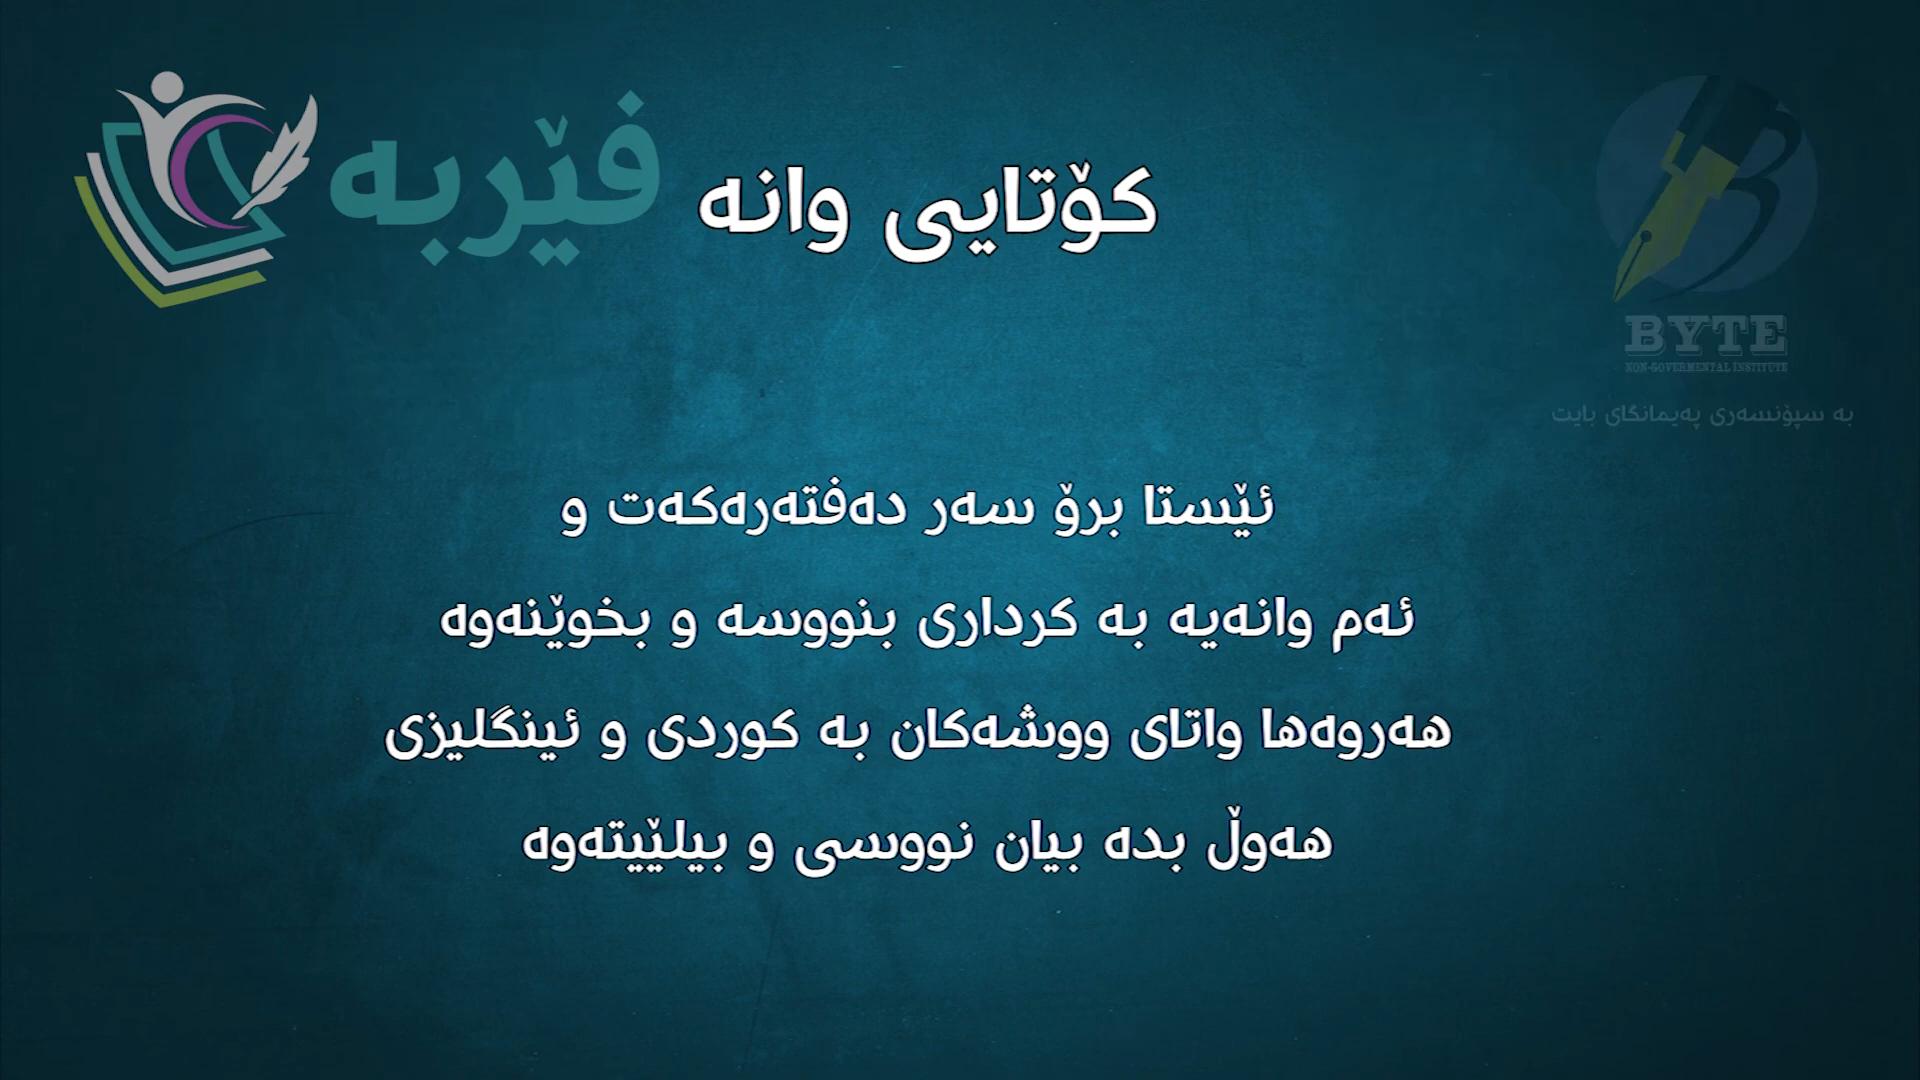 فێربە
کۆتایی وانە
BYTE
NON-GOVERMENTAL INSTITUTE
بە سپۆنسەری پەیمانگای بایت
ئێستا برۆ سەر دەفتەرەکەت و
ئەم وانەیە بە کرداری بنووسە و بخوێنەوە
هەروەها واتای ووشەکان بە کوردی و ئینگلیزی
هەوڵ بدە بیان نووسی و بیلێیتەوە